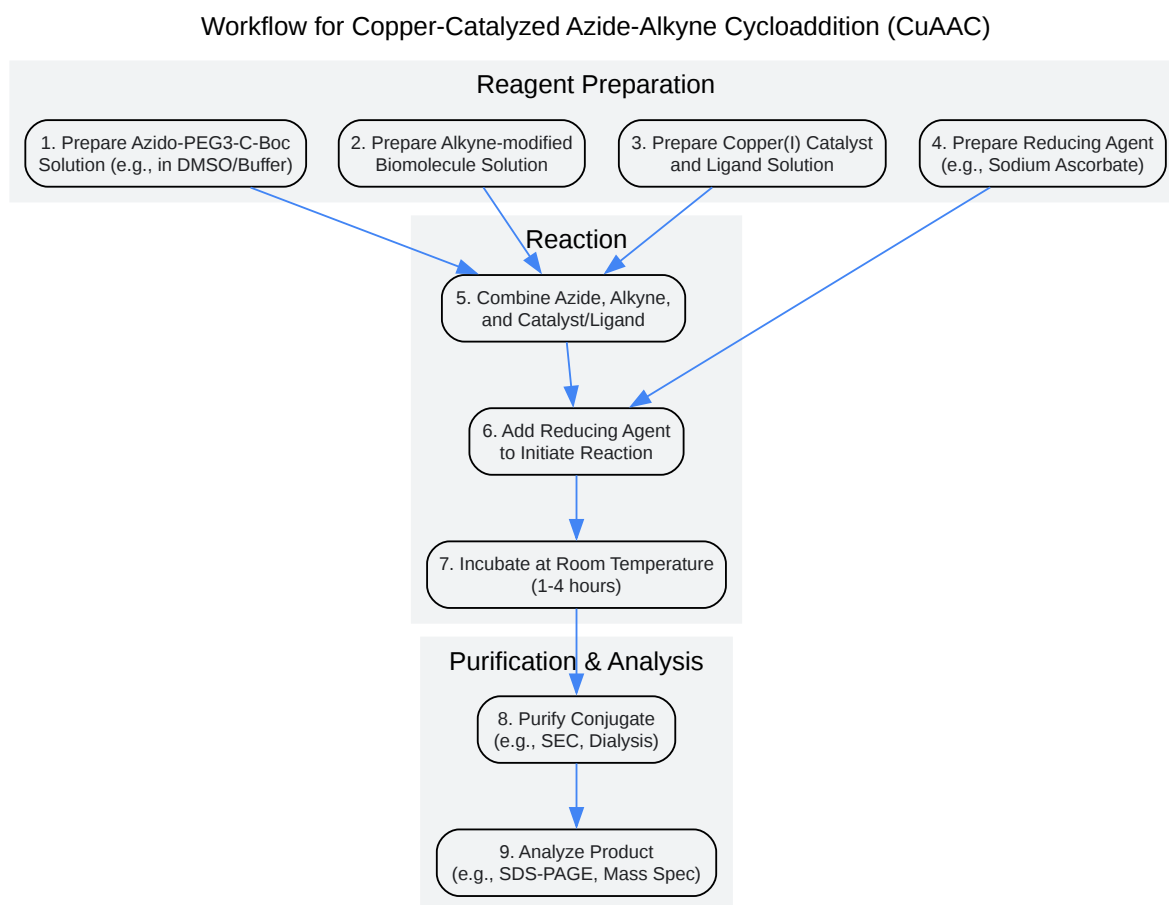 Workflow for Copper-Catalyzed Azide-Alkyne Cycloaddition (CuAAC)
Reagent Preparation
1. Prepare Azido-PEG3-C-Boc
Solution (e.g., in DMSO/Buffer)
2. Prepare Alkyne-modified
Biomolecule Solution
3. Prepare Copper(I) Catalyst
and Ligand Solution
4. Prepare Reducing Agent
(e.g., Sodium Ascorbate)
Reaction
5. Combine Azide, Alkyne,
and Catalyst/Ligand
6. Add Reducing Agent
to Initiate Reaction
7. Incubate at Room Temperature
(1-4 hours)
Purification & Analysis
8. Purify Conjugate
(e.g., SEC, Dialysis)
9. Analyze Product
(e.g., SDS-PAGE, Mass Spec)